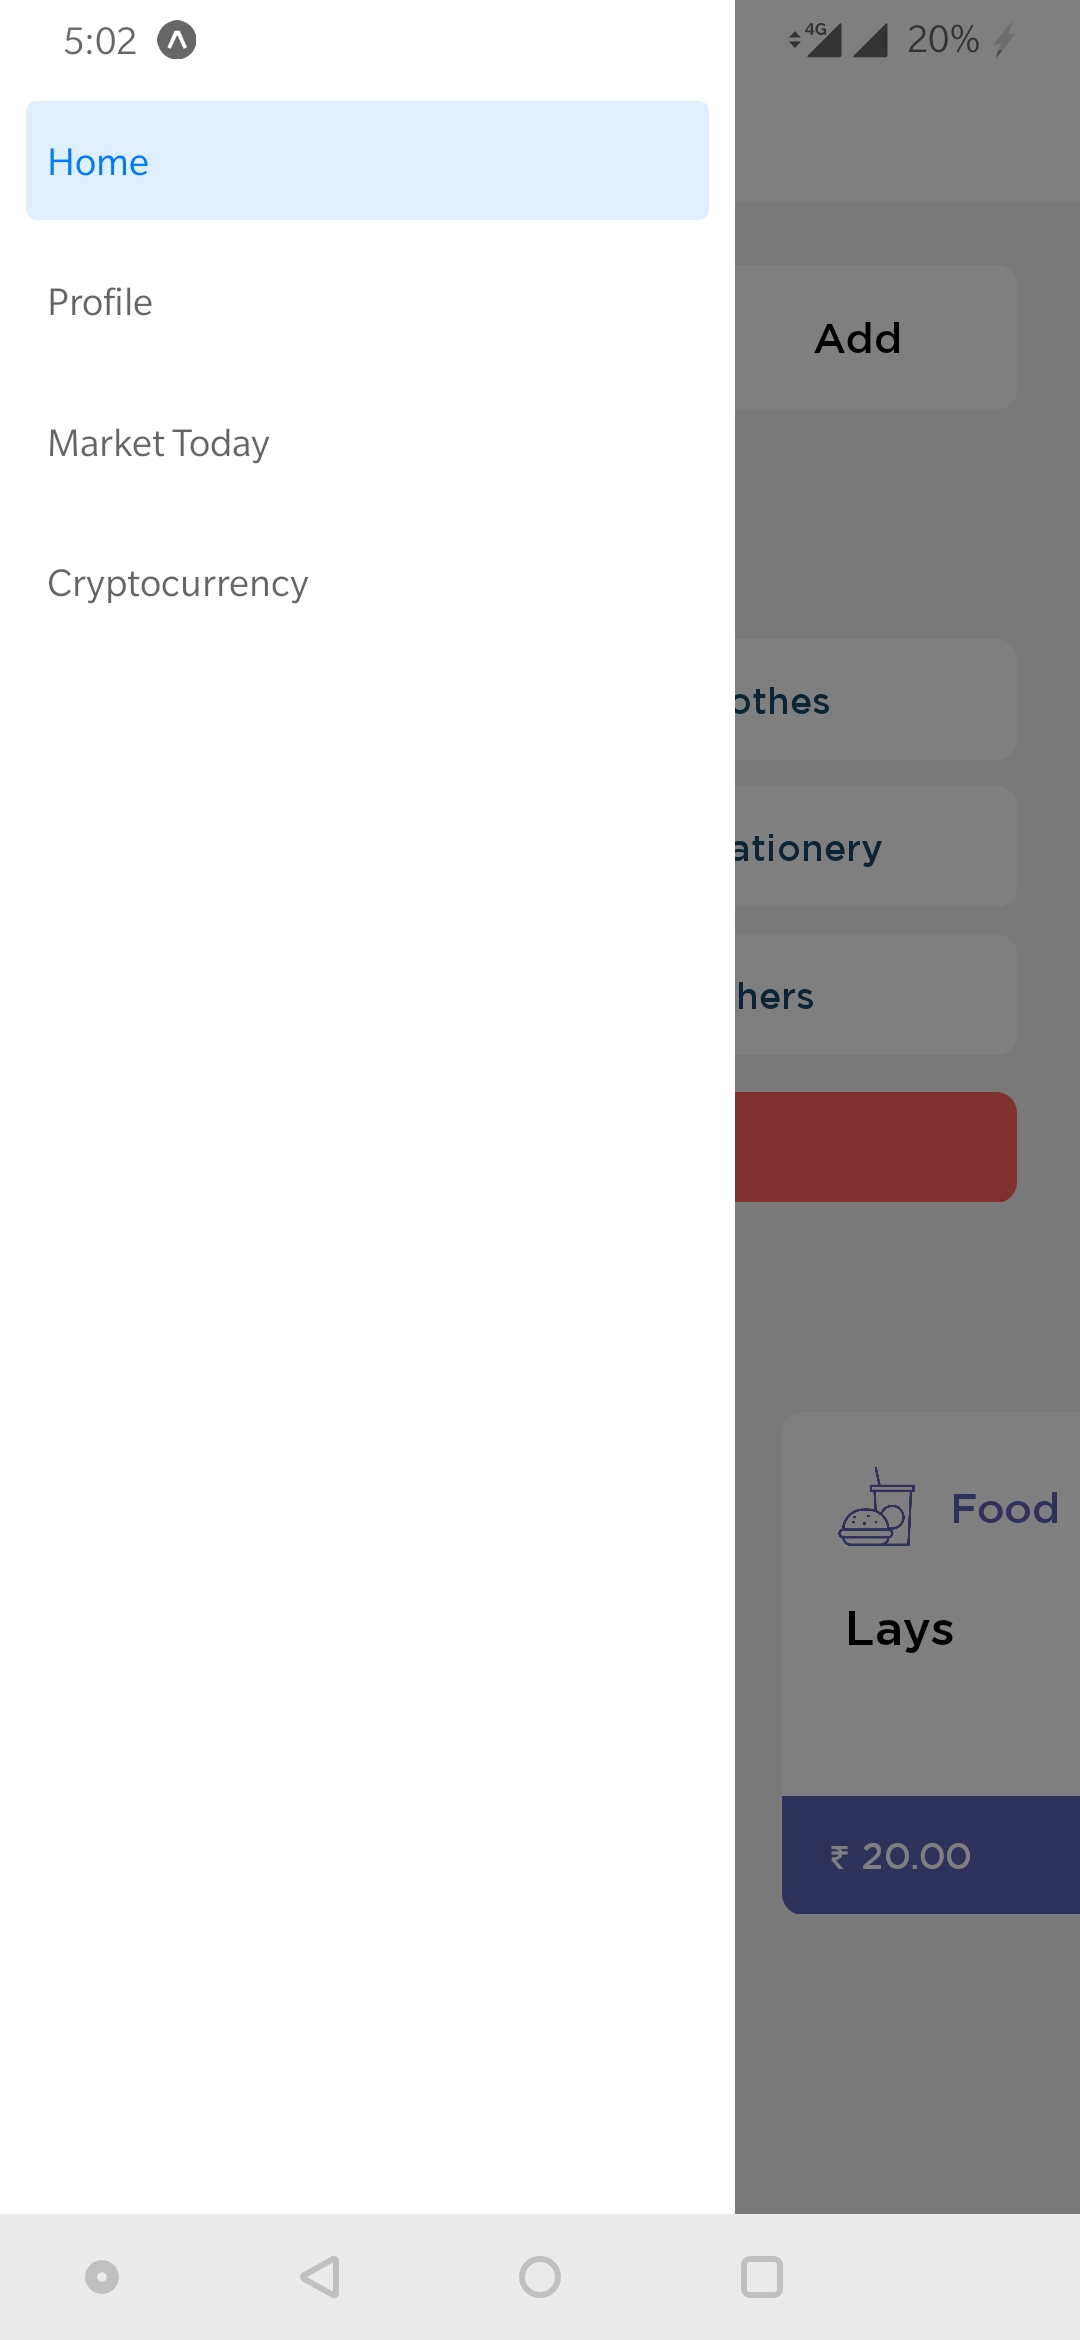 5:02
4G
20%
Home
Profile
Add
Market Today
Cryptocurrency
othes
ationery
hers
Food
Lays
₹ 20.00